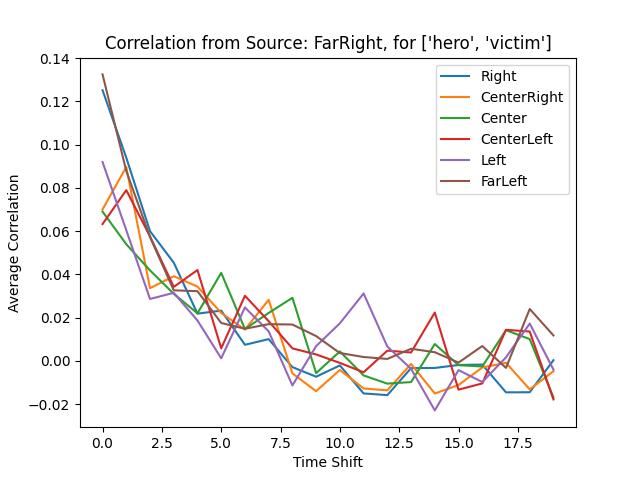 Correlation from Source: FarRight, for ['hero', 'victim']
Right
CenterRight
Center
CenterLeft
Left
FarLeft
Average Correlation
0.14
0.12
0.10
0.08
0.06
0.04
0.02
0.00
−0.02
0.0 2.5 5.0 7.5 10.0 12.5 15.0 17.5
Time Shift